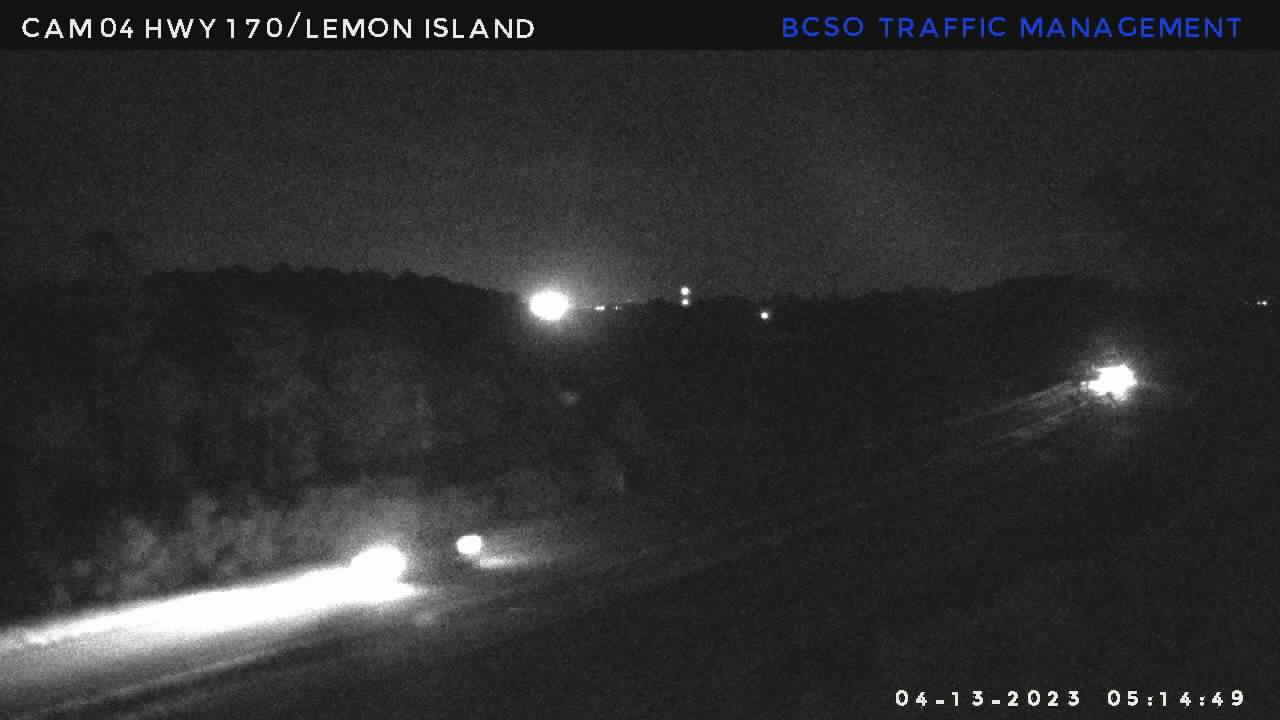 CAM 04 HWY 170/LEMON ISLAND
BCSO TRAFFIC MANAGEMENT
04-13-2023 05:14:49